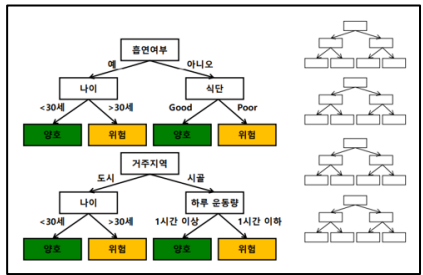 흡연여부
예 아니오
나이 식단
<30세 >30세 Good Poor
양호 위험 양호 위험
거주지역
도시 시골
나이 하루 운동량
<30세 >30세 1시간 이상 1시간 이하
양호 위험 양호 위험